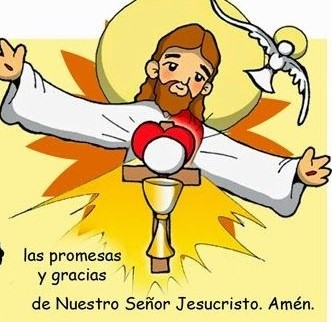 las promesas
y gracias
de Nuestro Señor Jesucristo. Amén.